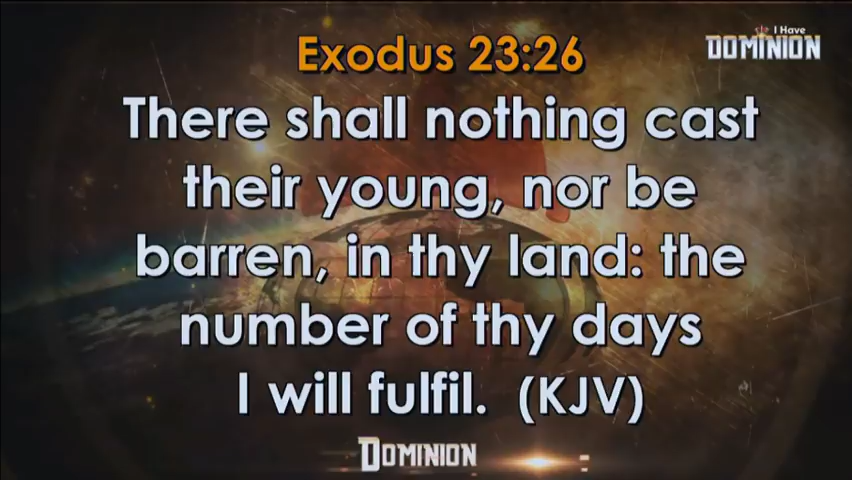 Exodus 23:26
I Have
DOMINION
There shall nothing cast
their young, nor be
barren, in thy land: the
number of thy days
I will fulfil. (KJV)
DOMINION